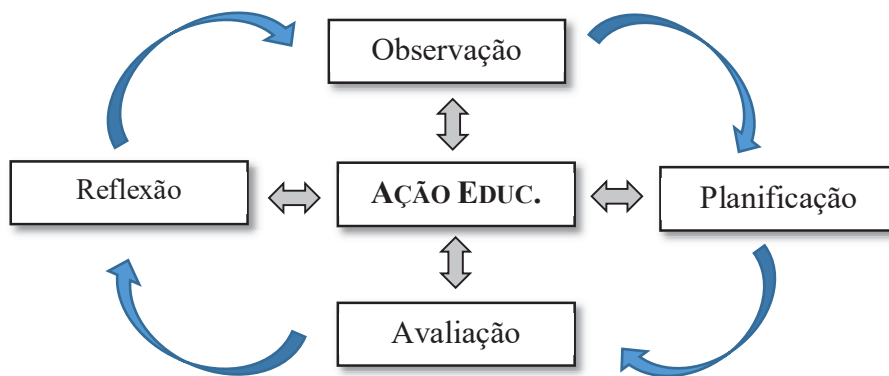 Observação
Reflexão
AÇÃO EDUC.
Planificação
Avaliação